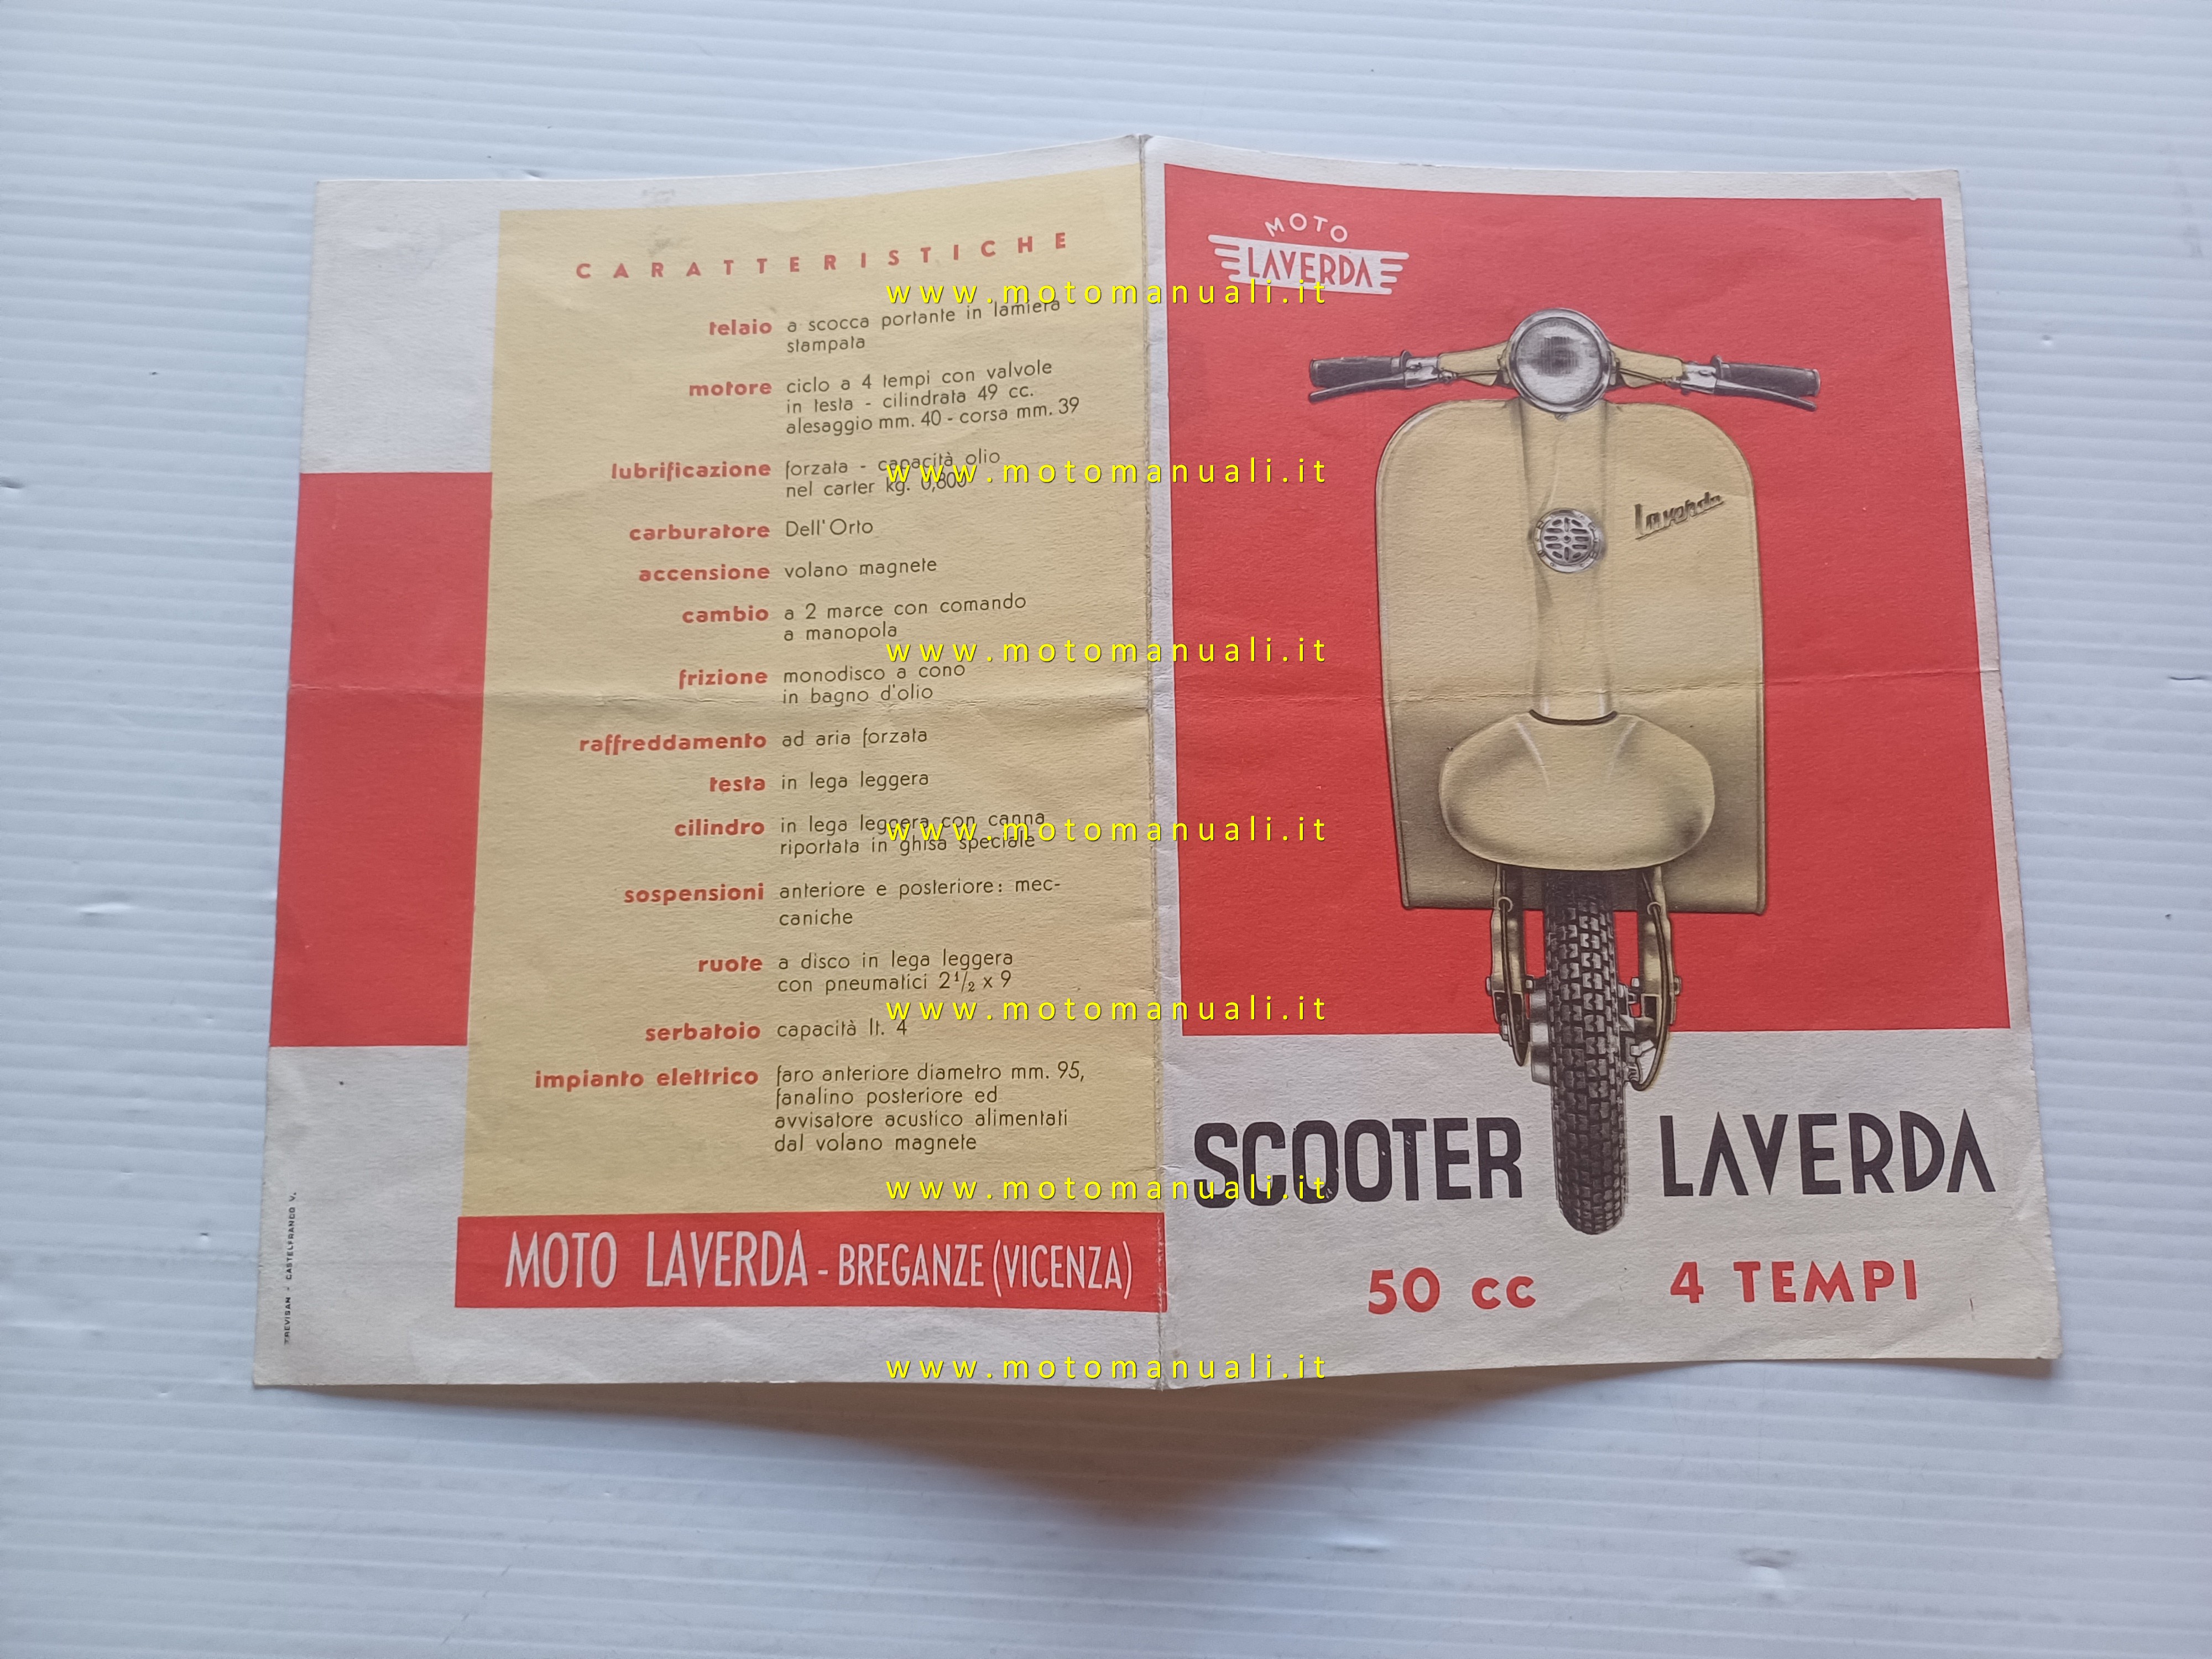 CARATTERISTICHE
telaio a scocca portante in lamiera
stampata
motore ciclo a 4 tempi con valvole
in testa - cilindrata 49 cc.
alesaggio mm. 40 - corsa mm. 39
lubrificazione forzata - capacità olio
nel carter kg. 0,800
carburatore Dell'Orto
accensione volano magnete
cambio a 2 marce con comando
a manopola
frizione monodisco a cono
in bagno d'olio
raffreddamento ad aria forzata
testa in lega leggera
cilindro in lega leggera con canna
riportata in ghisa speciale
sospensioni anteriore e posteriore: mec-
caniche
ruote a disco in lega leggera
con pneumatici 2 1/2 x 9
serbatoio capacità lt. 4
impianto elettrico faro anteriore diametro mm. 95,
fanalino posteriore ed
avvisatore acustico alimentati
dal volano magnete
MOTO LAVERDA - BREGANZE (VICENZA)
TREVISAN - CASTELFRANCO V.
MOTO
LAVERDA
Laverda
SCOOTER LAVERDA
50 cc 4 TEMPI
www.motomanuali.it
www.motomanuali.it
www.motomanuali.it
www.motomanuali.it
www.motomanuali.it
www.motomanuali.it
www.motomanuali.it